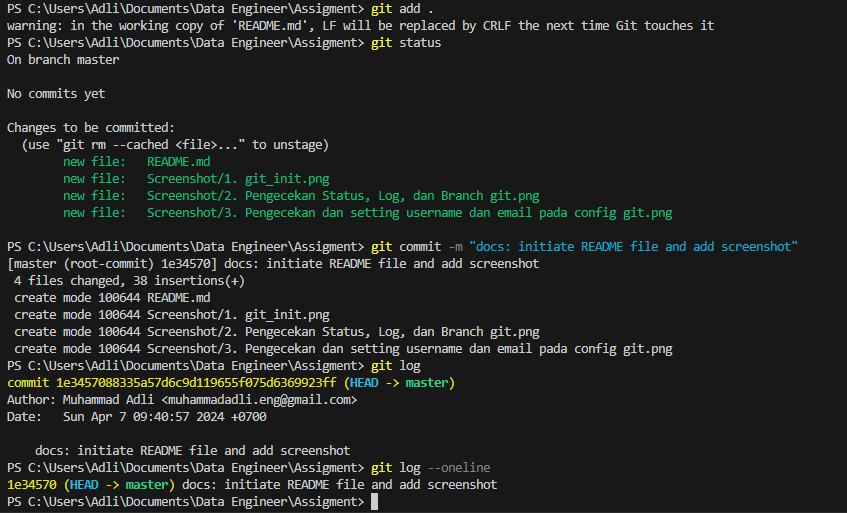 PS C:\Users\Adli\Documents\Data Engineer\Assigment> git add .
warning: in the working copy of 'README.md', LF will be replaced by CRLF the next time Git touches it
PS C:\Users\Adli\Documents\Data Engineer\Assigment> git status
On branch master

No commits yet

Changes to be committed:
  (use "git rm --cached <file>..." to unstage)
        new file:   README.md
        new file:   Screenshot/1. git_init.png
        new file:   Screenshot/2. Pengecekan Status, Log, dan Branch git.png
        new file:   Screenshot/3. Pengecekan dan setting username dan email pada config git.png

PS C:\Users\Adli\Documents\Data Engineer\Assigment> git commit -m "docs: initiate README file and add screenshot"
[master (root-commit) 1e34570] docs: initiate README file and add screenshot
 4 files changed, 38 insertions(+)
 create mode 100644 README.md
 create mode 100644 Screenshot/1. git_init.png
 create mode 100644 Screenshot/2. Pengecekan Status, Log, dan Branch git.png
 create mode 100644 Screenshot/3. Pengecekan dan setting username dan email pada config git.png
PS C:\Users\Adli\Documents\Data Engineer\Assigment> git log
commit 1e3457088335a57d6c9d119655f075d6369923ff (HEAD -> master)
Author: Muhammad Adli <muhammadadli.eng@gmail.com>
Date:   Sun Apr 7 09:40:57 2024 +0700

    docs: initiate README file and add screenshot
PS C:\Users\Adli\Documents\Data Engineer\Assigment> git log --oneline
1e34570 (HEAD -> master) docs: initiate README file and add screenshot
PS C:\Users\Adli\Documents\Data Engineer\Assigment>